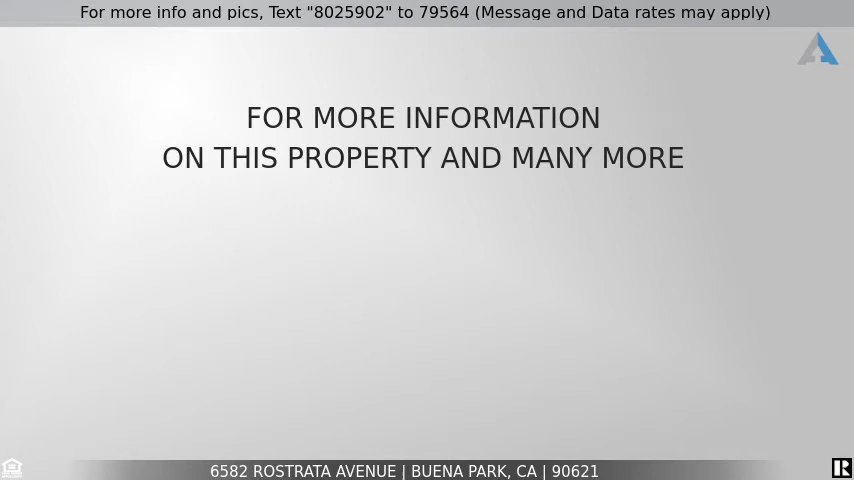 For more info and pics, Text "8025902" to 79564 (Message and Data rates may apply)
FOR MORE INFORMATION
ON THIS PROPERTY AND MANY MORE
6582 ROSTRATA AVENUE | BUENA PARK, CA | 90621